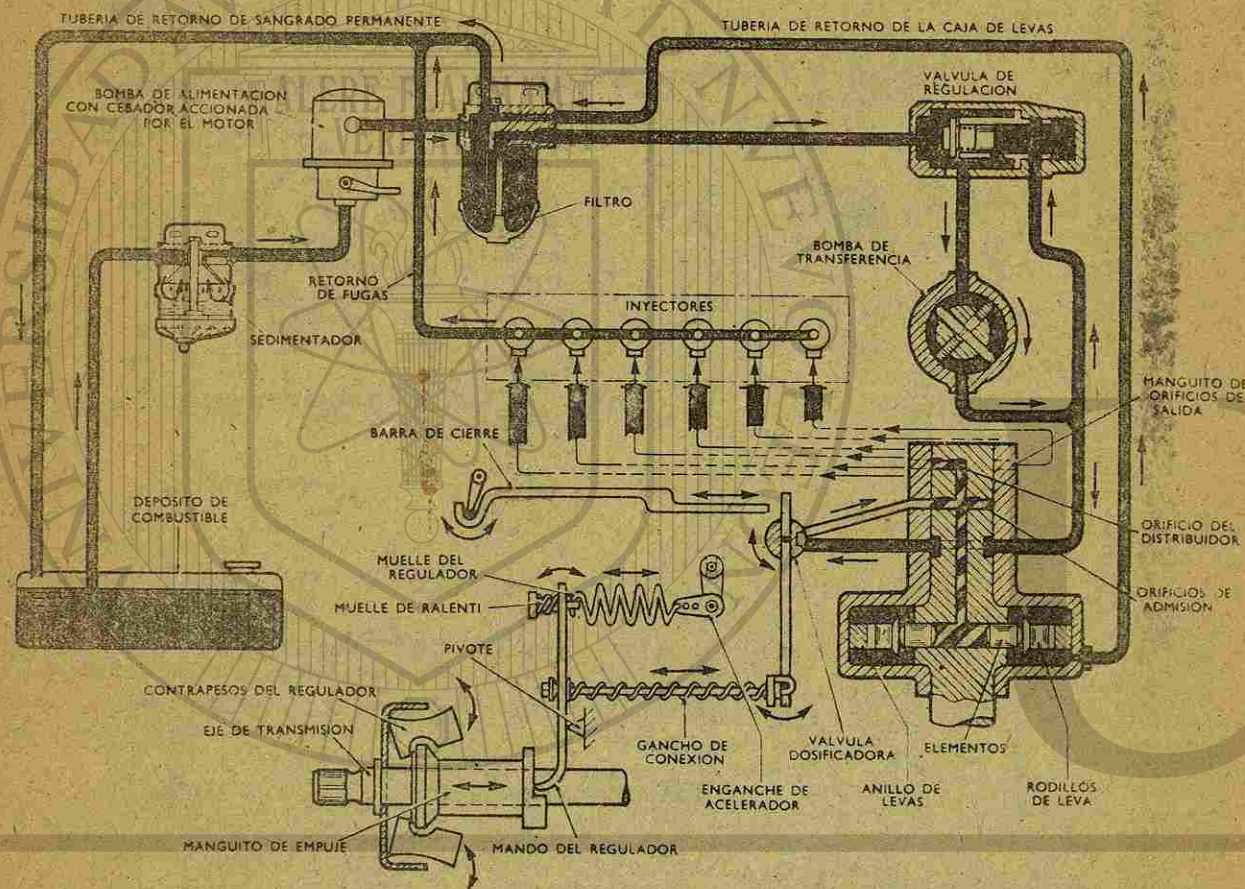 TUBERIA DE RETORNO DE SANGRADO PERMANENTE
TUBERIA DE RETORNO DE LA CAJA DE LEVAS
BOMBA DE ALIMENTACION
CON CEBADOR ACCIONADA
POR EL MOTOR
ALERE FLAMMAM
VERITATIS
VALVULA DE
REGULACION
FILTRO
BOMBA DE
TRANSFERENCIA
RETORNO
DE FUGAS
INYECTORES
SEDIMENTADOR
MANGUITO DE
ORIFICIOS DE
SALIDA
BARRA DE CIERRE
DEPOSITO DE
COMBUSTIBLE
ORIFICIO DEL
DISTRIBUIDOR
MUELLE DEL
REGULADOR
MUELLE DE RALENTI
ORIFICIOS DE
ADMISION
PIVOTE
CONTRAPESOS DEL REGULADOR
EJE DE TRANSMISION
GANCHO DE
CONEXION
VALVULA
DOSIFICADORA
ELEMENTOS
ENGANCHE DE
ACELERADOR
ANILLO DE
LEVAS
RODILLOS
DE LEVA
MANGUITO DE EMPUJE
MANDO DEL REGULADOR